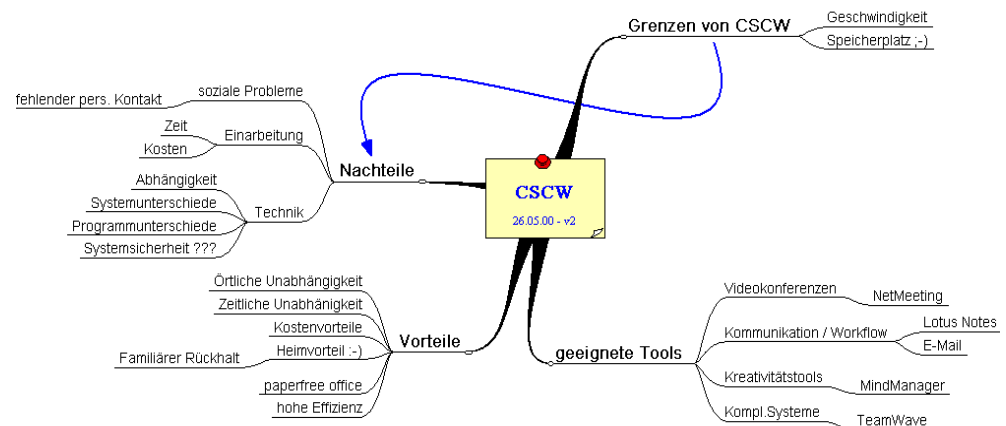 CSCW
26.05.00 - v2
Grenzen von CSCW
Geschwindigkeit
Speicherplatz ;-)
Nachteile
soziale Probleme
fehlender pers. Kontakt
Einarbeitung
Zeit
Kosten
Technik
Abhängigkeit
Systemunterschiede
Programmunterschiede
Systemsicherheit ???
Vorteile
Örtliche Unabhängigkeit
Zeitliche Unabhänigkeit
Kostenvorteile
Heimvorteil :-)
Familiärer Rückhalt
paperfree office
hohe Effizienz
geeignete Tools
Videokonferenzen
NetMeeting
Kommunikation / Workflow
Lotus Notes
E-Mail
Kreativitätstools
MindManager
Kompl.Systeme
TeamWave